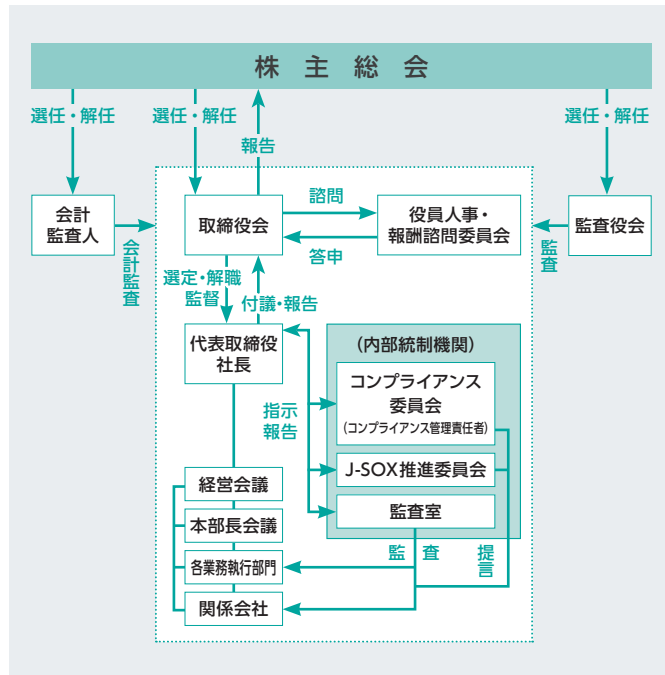 株主総会
選任・解任
選任・解任
報告
選任・解任
会計
監査人
会計監査
取締役会
諮問
答申
役員人事・
報酬諮問委員会
監査役会
監査
選定・解職
監督
付議・報告
代表取締役
社長
指示
報告
(内部統制機関)
コンプライアンス
委員会
(コンプライアンス管理責任者)
J-SOX推進委員会
監査室
経営会議
本部長会議
各業務執行部門
関係会社
監査
提言